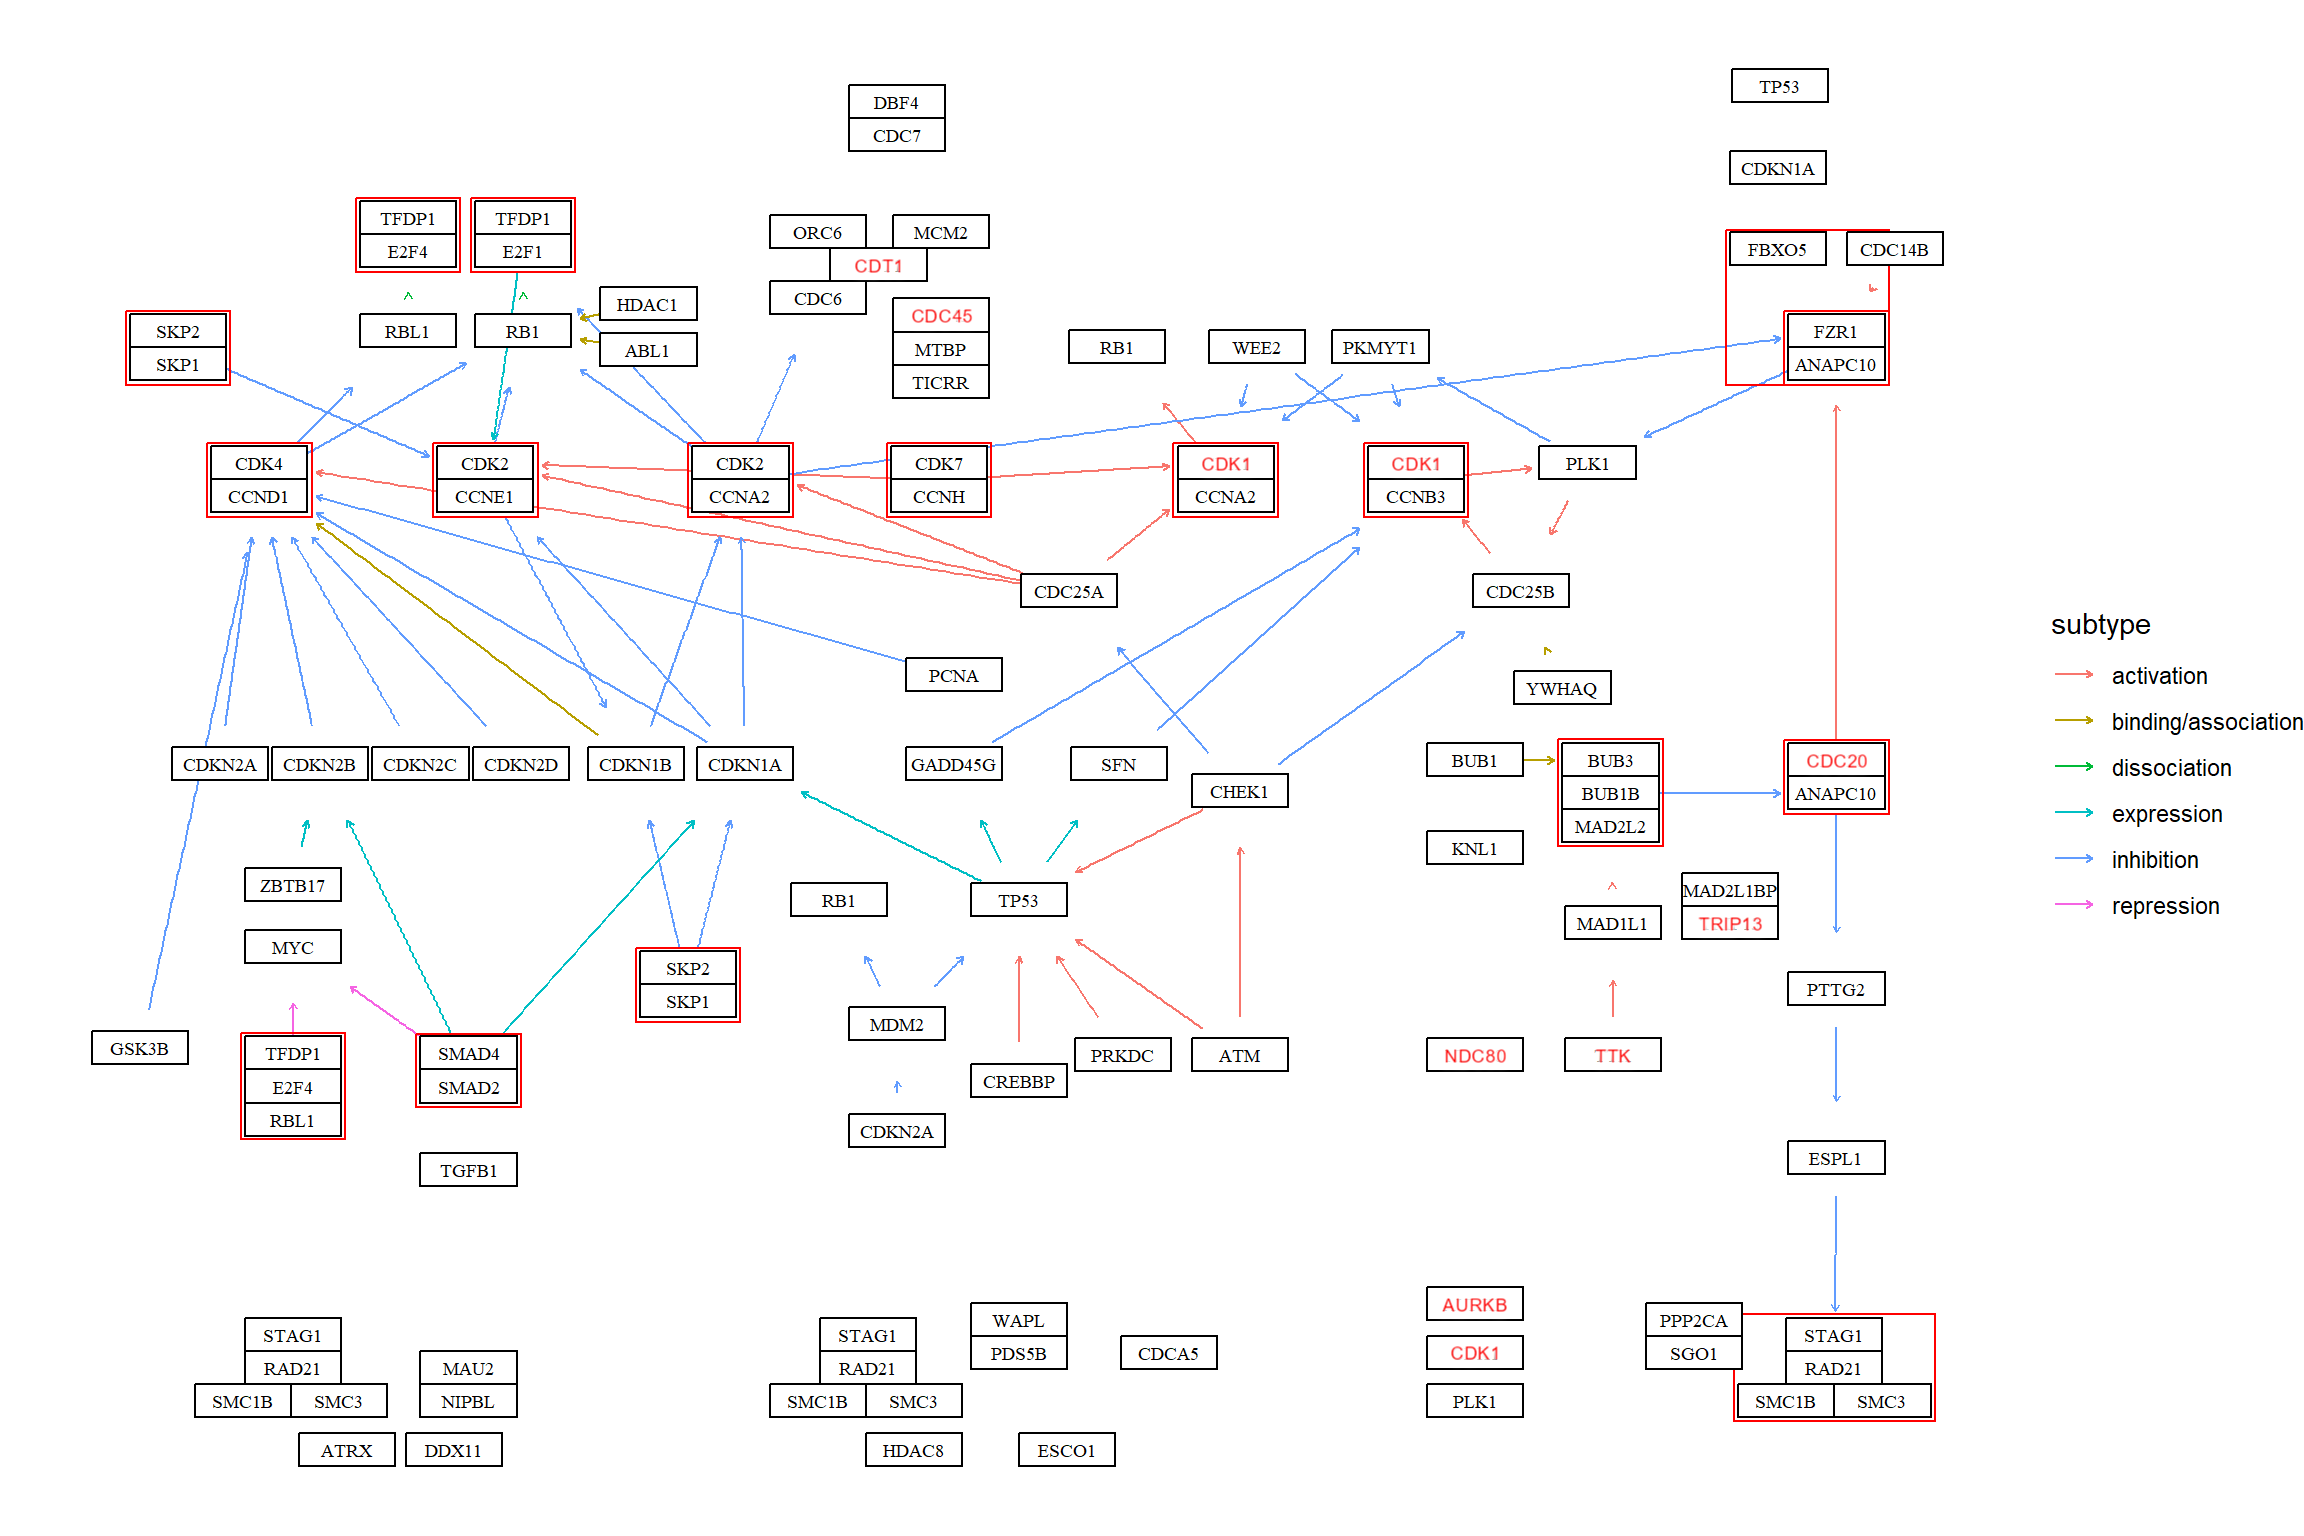 TP53
DBF4
CDC7
CDKN1A
TFDP1
E2F4
TFDP1
E2F1
ORC6
MCM2
CDT1
CDC6
FBXO5
CDC14B
HDAC1
CDC45
MTBP
TICRR
SKP2
SKP1
RBL1
RB1
ABL1
RB1
WEE2
PKMYT1
FZR1
ANAPC10
CDK4
CCND1
CDK2
CCNE1
CDK2
CCNA2
CDK7
CCNH
CDK1
CCNA2
CDK1
CCNB3
PLK1
CDC25A
CDC25B
PCNA
YWHAQ
CDKN2A
CDKN2B
CDKN2C
CDKN2D
CDKN1B
CDKN1A
GADD45G
SFN
CHEK1
BUB1
BUB3
BUB1B
MAD2L2
CDC20
ANAPC10
KNL1
ZBTB17
RB1
TP53
MAD2L1BP
TRIP13
MAD1L1
MYC
SKP2
SKP1
PTTG2
MDM2
GSK3B
TFDP1
E2F4
RBL1
SMAD4
SMAD2
CREBBP
PRKDC
ATM
NDC80
TTK
CDKN2A
TGFB1
ESPL1
STAG1
RAD21
SMC1B
SMC3
MAU2
NIPBL
ATRX
DDX11
STAG1
RAD21
SMC1B
SMC3
HDAC8
WAPL
PDS5B
CDCA5
ESCO1
AURKB
CDK1
PLK1
PPP2CA
SGO1
STAG1
RAD21
SMC1B
SMC3
subtype
activation
binding/association
dissociation
expression
inhibition
repression